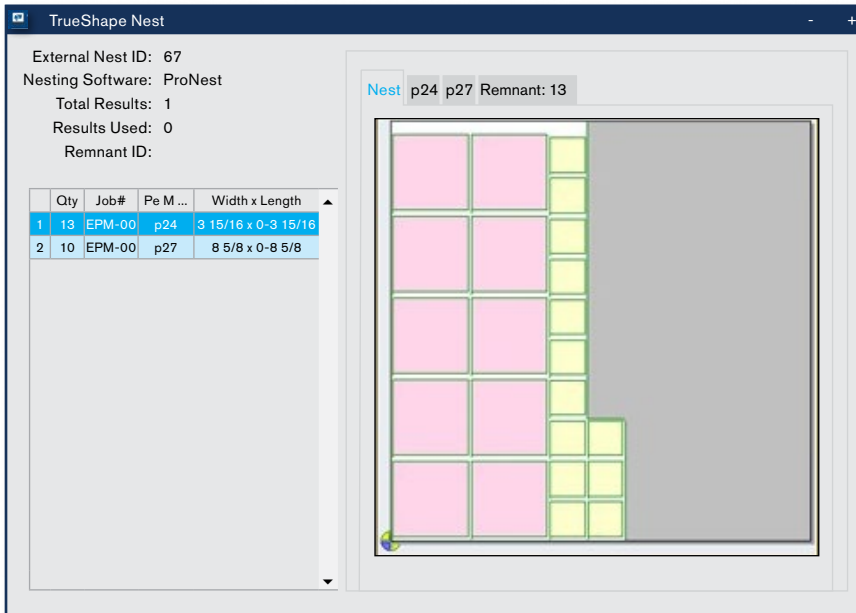 TrueShape Nest - +
External Nest ID: 67
Nesting Software: ProNest
Total Results: 1
Results Used: 0
Remnant ID:
Nest p24 p27 Remnant: 13
Qty Job# Pe M ... Width x Length
1 13 EPM-00 p24 3 15/16 x 0-3 15/16
2 10 EPM-00 p27 8 5/8 x 0-8 5/8